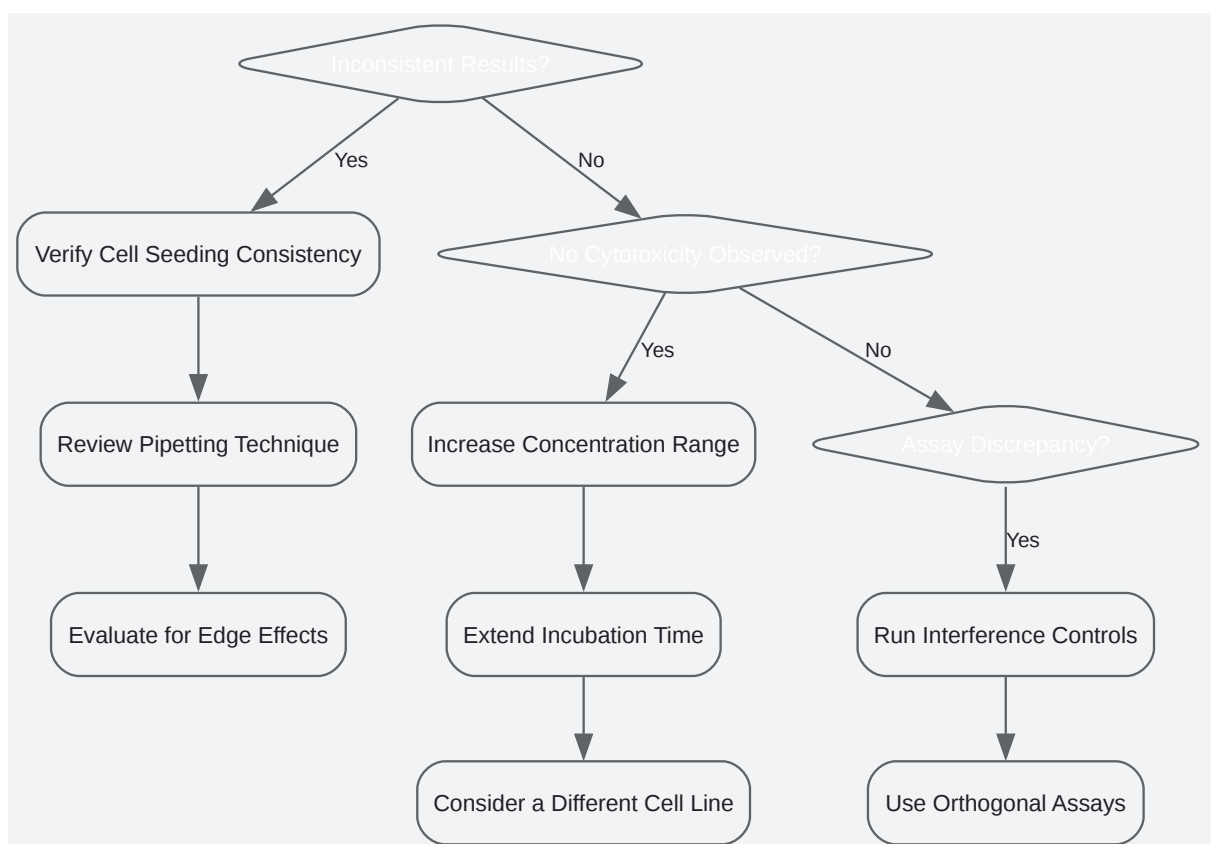 Inconsistent Results?
Yes
No
Verify Cell Seeding Consistency
No Cytotoxicity Observed?
Yes
No
Review Pipetting Technique
Increase Concentration Range
Assay Discrepancy?
Yes
Evaluate for Edge Effects
Extend Incubation Time
Run Interference Controls
Consider a Different Cell Line
Use Orthogonal Assays